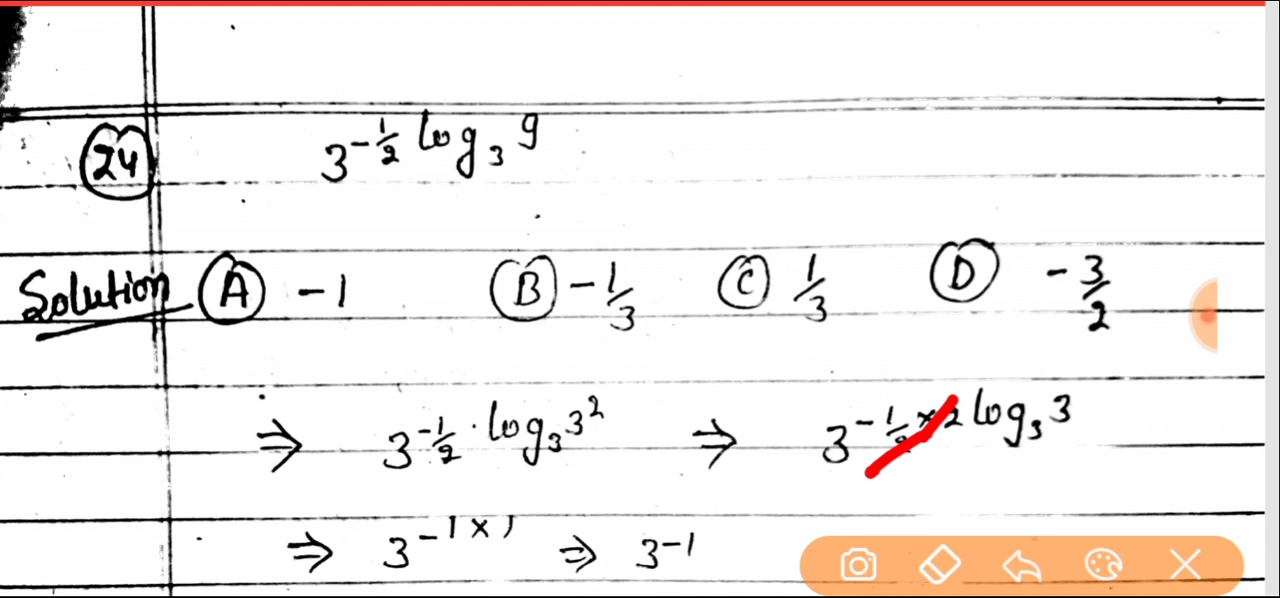 24 3^{-1/2 log_3 9}
Solution A -1 B -1/3 C 1/3 D -3/2
⇒ 3^{-1/2 · log_3 3^2} ⇒ 3^{-1/2 × 2 log_3 3}
⇒ 3^{-1×1} ⇒ 3^{-1}